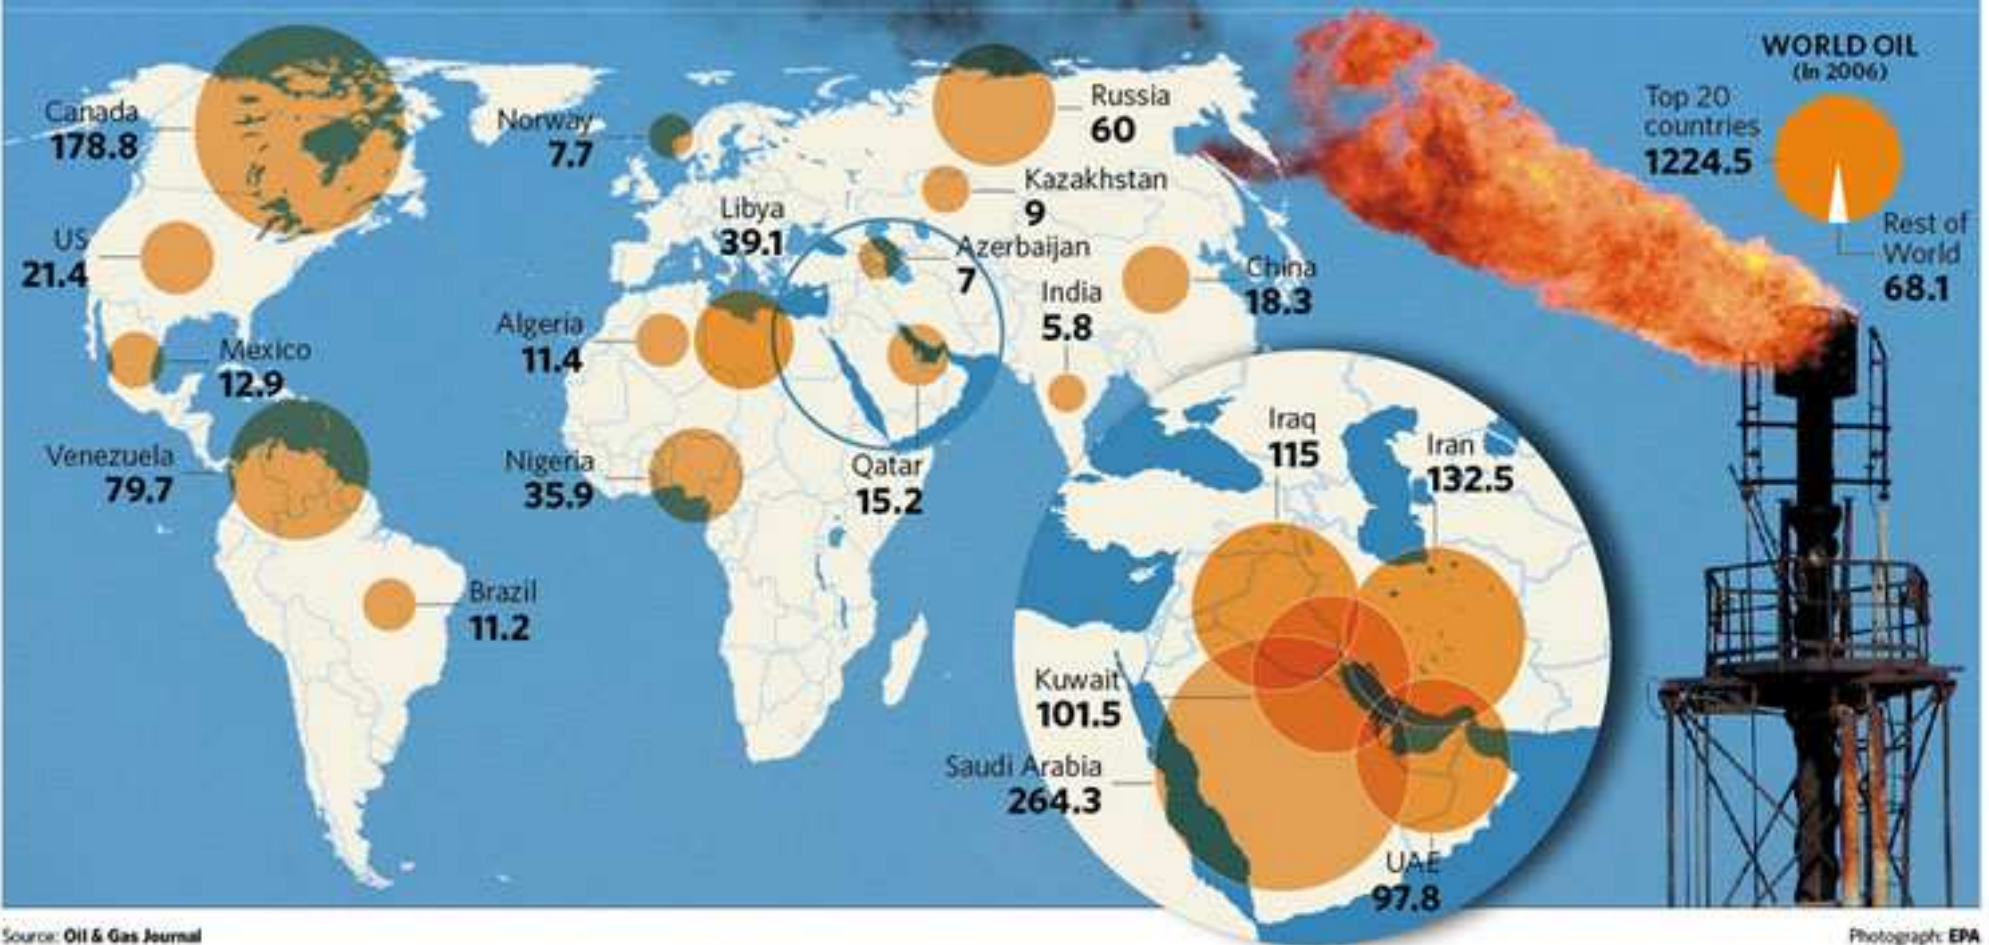 WORLD OIL
(In 2006)
Top 20
countries
1224.5
Rest of
World
68.1
Canada
178.8
US
21.4
Mexico
12.9
Venezuela
79.7
Brazil
11.2
Norway
7.7
Russia
60
Kazakhstan
9
Libya
39.1
Azerbaijan
7
China
18.3
India
5.8
Algeria
11.4
Nigeria
35.9
Qatar
15.2
Iraq
115
Iran
132.5
Kuwait
101.5
Saudi Arabia
264.3
UAE
97.8
Source: Oil & Gas Journal
Photograph: EPA